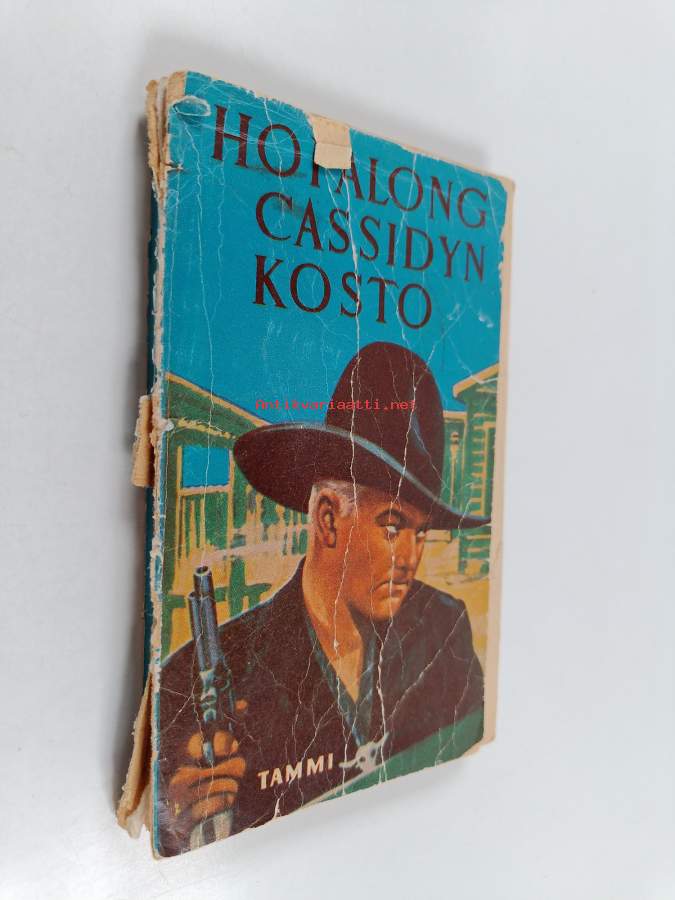 HOPALONG
CASSIDYN
KOSTO
Antikvariaatti.net
TAMMI